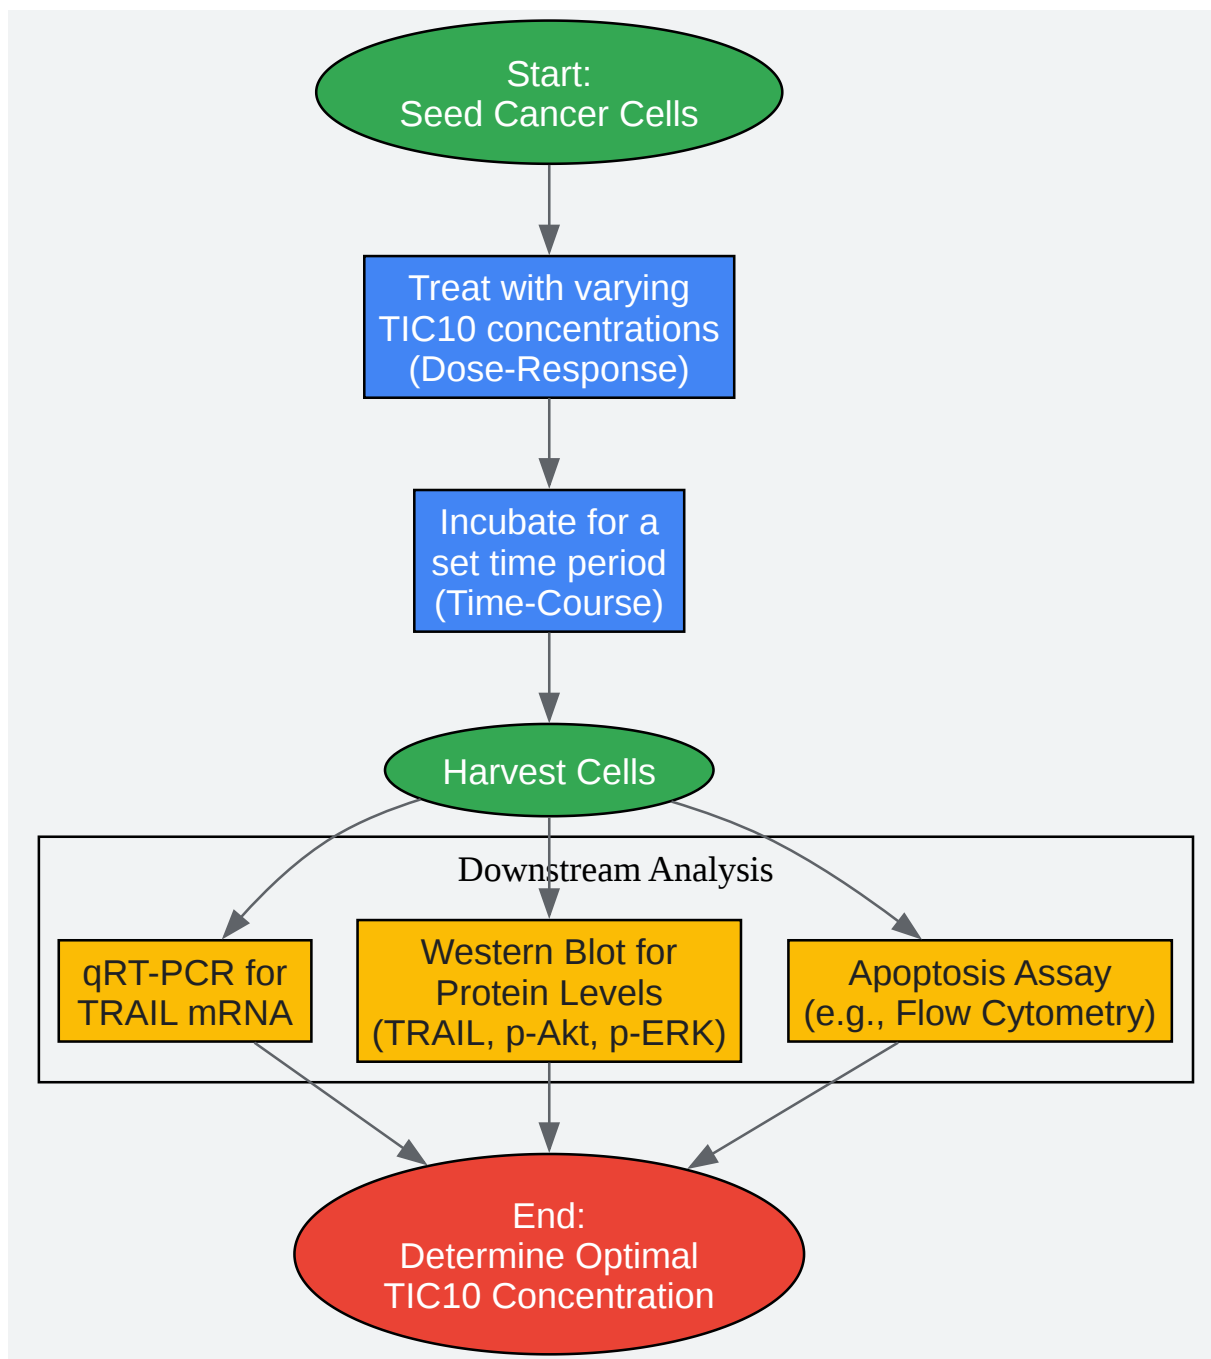 Start:
Seed Cancer Cells
Treat with varying
TIC10 concentrations
(Dose-Response)
Incubate for a
set time period
(Time-Course)
Harvest Cells
Downstream Analysis
qRT-PCR for
TRAIL mRNA
Western Blot for
Protein Levels
(TRAIL, p-Akt, p-ERK)
Apoptosis Assay
(e.g., Flow Cytometry)
End:
Determine Optimal
TIC10 Concentration